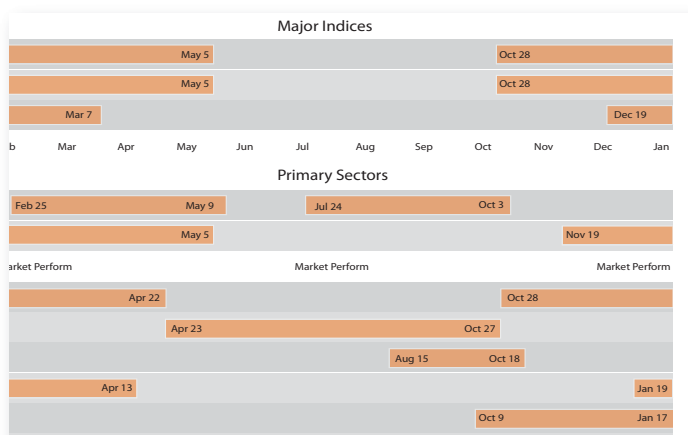 Major Indices
May 5 Oct 28
May 5 Oct 28
Mar 7 Dec 19
b Mar Apr May Jun Jul Aug Sep Oct Nov Dec Jan
Primary Sectors
Feb 25 May 9 Jul 24 Oct 3
May 5 Nov 19
arket Perform Market Perform Market Perform
Apr 22 Oct 28
Apr 23 Oct 27
Aug 15 Oct 18
Apr 13 Jan 19
Oct 9 Jan 17